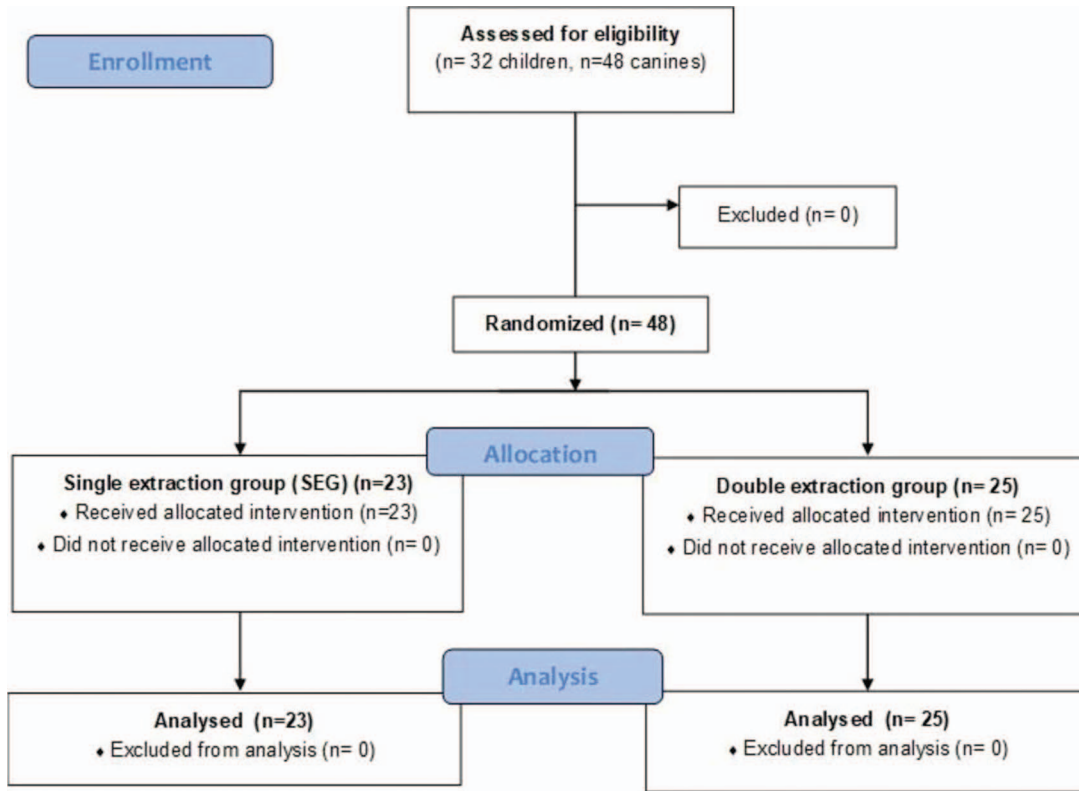 Enrollment
Assessed for eligibility
(n= 32 children, n=48 canines)
Excluded (n= 0)
Randomized (n= 48)
Allocation
Single extraction group (SEG) (n=23)
♦ Received allocated intervention (n=23)
♦ Did not receive allocated intervention (n= 0)
Double extraction group (n= 25)
♦ Received allocated intervention (n= 25)
♦ Did not receive allocated intervention (n= 0)
Analysis
Analysed (n=23)
♦ Excluded from analysis (n= 0)
Analysed (n= 25)
♦ Excluded from analysis (n= 0)